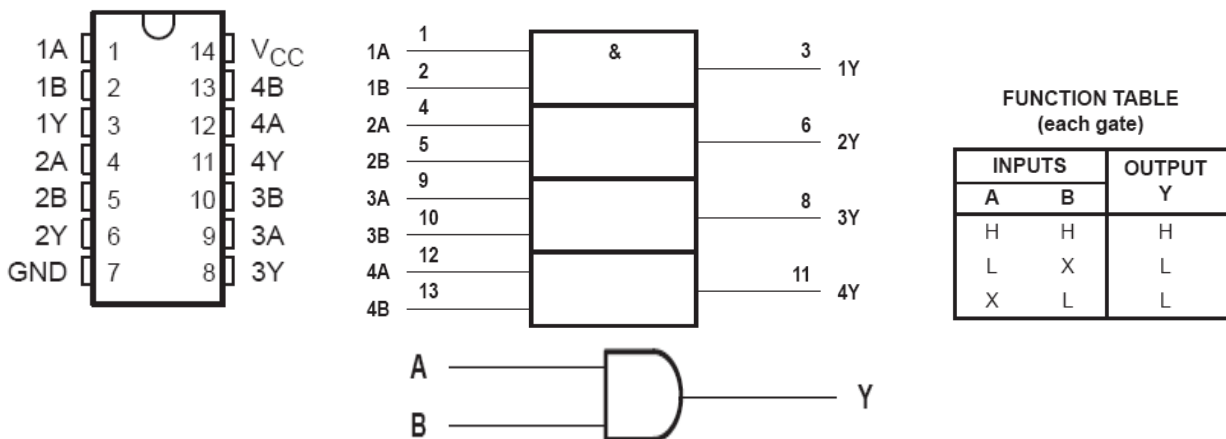 1A 1 14 VCC
1B 2 13 4B
1Y 3 12 4A
2A 4 11 4Y
2B 5 10 3B
2Y 6 9 3A
GND 7 8 3Y
&
1A 1
1B 2
3 1Y
2A 4
2B 5
6 2Y
3A 9
3B 10
8 3Y
4A 12
4B 13
11 4Y
A
B
Y
FUNCTION TABLE
(each gate)
INPUTS OUTPUT
A B Y
H H H
L X L
X L L